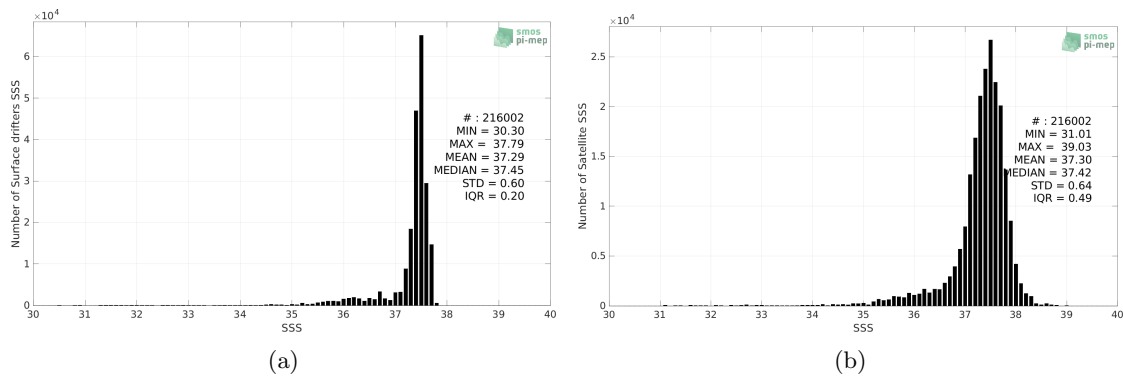 ×10⁴
smos
pi-mep
6
5
4
3
2
1
0
Number of Surface drifters SSS
# : 216002
MIN = 30.30
MAX = 37.79
MEAN = 37.29
MEDIAN = 37.45
STD = 0.60
IQR = 0.20
30 31 32 33 34 35 36 37 38 39 40
SSS
(a)
×10⁴
smos
pi-mep
2.5
2
1.5
1
0.5
0
Number of Satellite SSS
# : 216002
MIN = 31.01
MAX = 39.03
MEAN = 37.30
MEDIAN = 37.42
STD = 0.64
IQR = 0.49
30 31 32 33 34 35 36 37 38 39 40
SSS
(b)